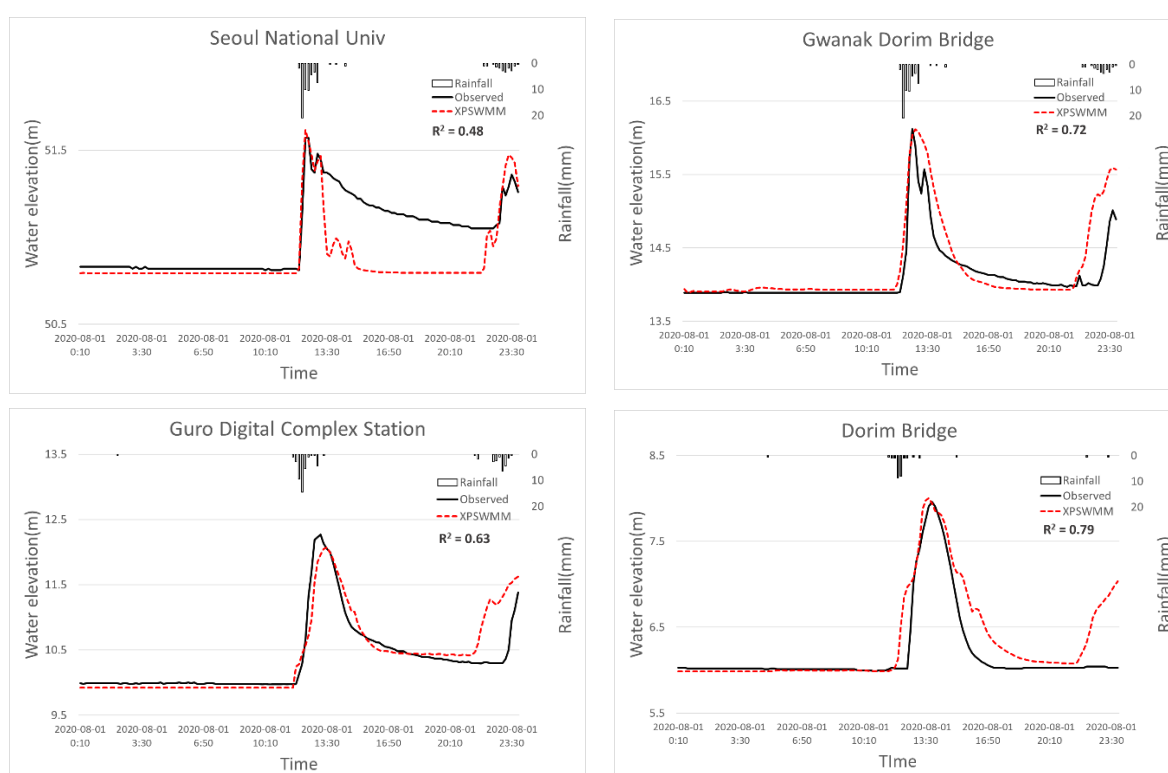 Seoul National Univ
Water elevation(m)
51.5
50.5
Rainfall
Observed
XPSWMM
R² = 0.48
0
10
20
Rainfall(mm)
2020-08-01 2020-08-01 2020-08-01 2020-08-01 2020-08-01 2020-08-01 2020-08-01 2020-08-01
0:10 3:30 6:50 10:10 13:30 16:50 20:10 23:30
Time
Gwanak Dorim Bridge
Water elevation(m)
16.5
15.5
14.5
13.5
Rainfall
Observed
XPSWMM
R² = 0.72
0
10
20
Rainfall(mm)
2020-08-01 2020-08-01 2020-08-01 2020-08-01 2020-08-01 2020-08-01 2020-08-01 2020-08-01
0:10 3:30 6:50 10:10 13:30 16:50 20:10 23:30
Time
Guro Digital Complex Station
Water elevation(m)
13.5
12.5
11.5
10.5
9.5
Rainfall
Observed
XPSWMM
R² = 0.63
0
10
20
Rainfall(mm)
2020-08-01 2020-08-01 2020-08-01 2020-08-01 2020-08-01 2020-08-01 2020-08-01 2020-08-01
0:10 3:30 6:50 10:10 13:30 16:50 20:10 23:30
Time
Dorim Bridge
Water elevation(m)
8.5
7.5
6.5
5.5
Rainfall
Observed
XPSWMM
R² = 0.79
0
10
20
Rainfall(mm)
2020-08-01 2020-08-01 2020-08-01 2020-08-01 2020-08-01 2020-08-01 2020-08-01 2020-08-01
0:10 3:30 6:50 10:10 13:30 16:50 20:10 23:30
TIme